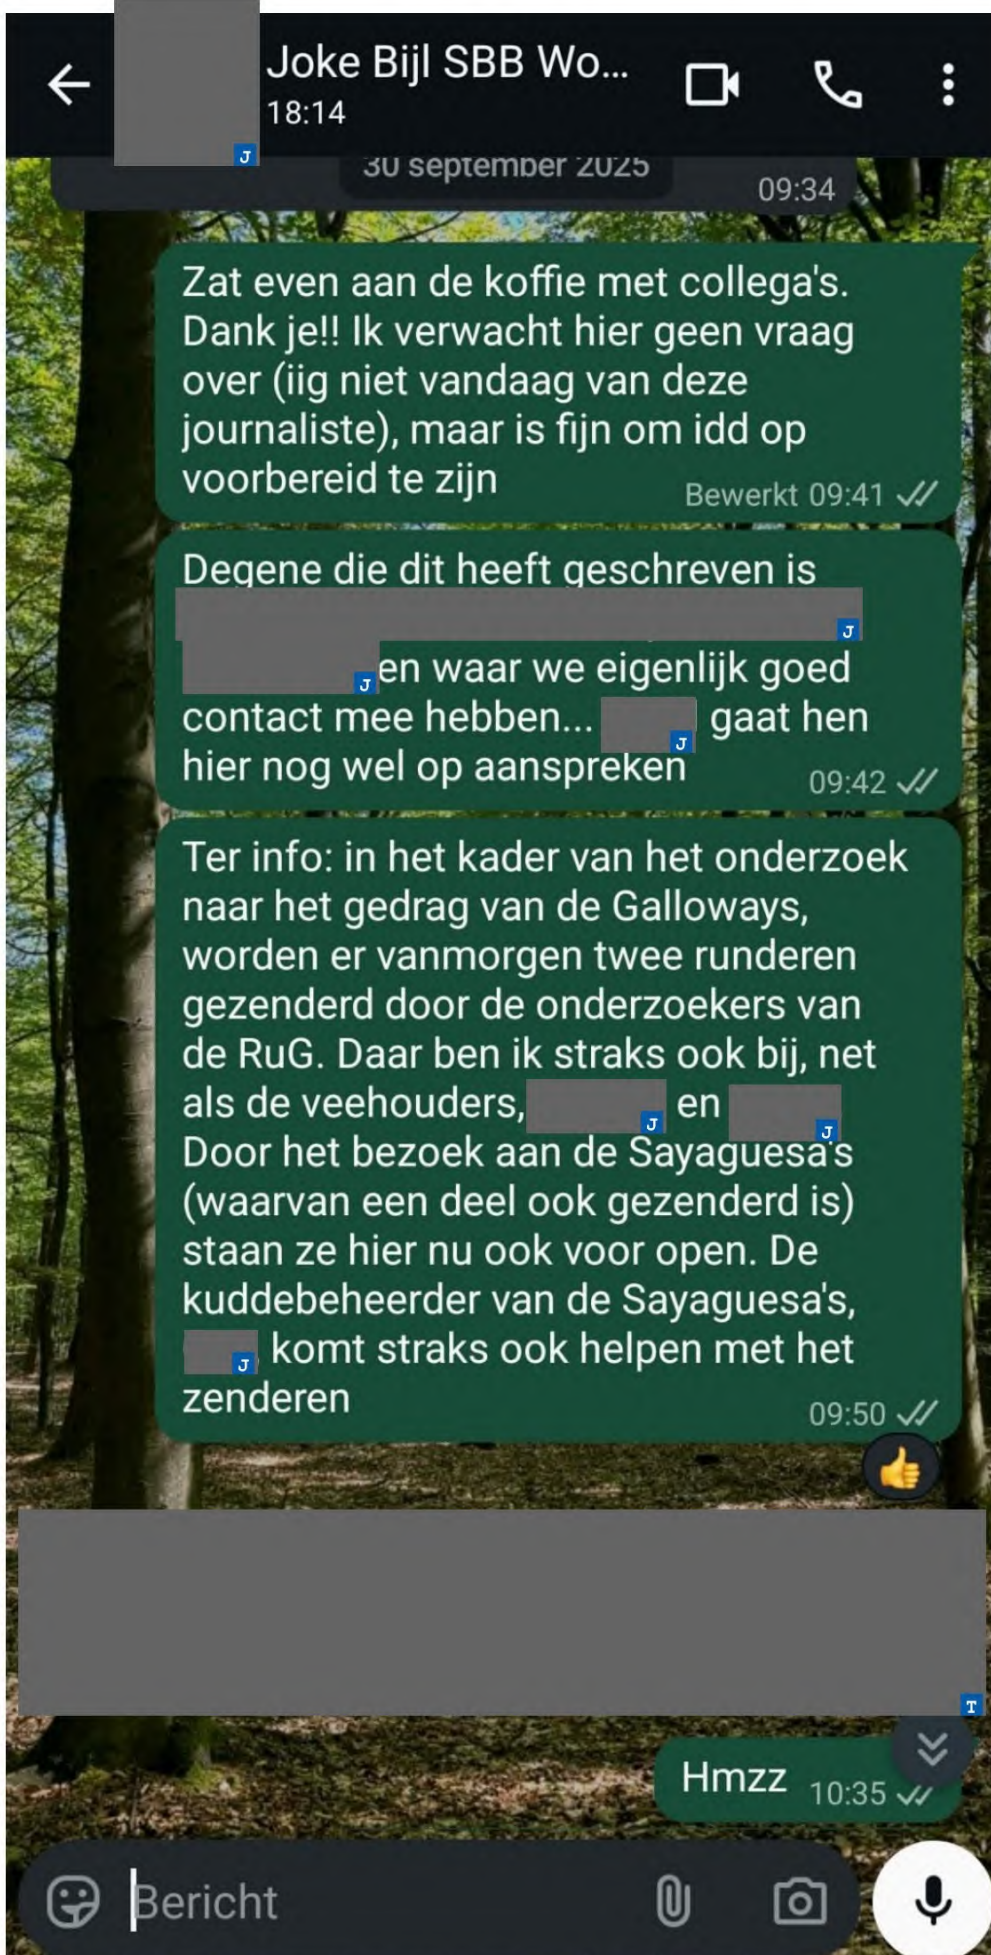 Joke Bijl SBB Wo...
18:14
J
30 september 2025
09:34
Zat even aan de koffie met collega's.
Dank je!! Ik verwacht hier geen vraag
over (iig niet vandaag van deze
journaliste), maar is fijn om idd op
voorbereid te zijn
Bewerkt 09:41
Degene die dit heeft geschreven is
J
J en waar we eigenlijk goed
contact mee hebben... J gaat hen
hier nog wel op aanspreken
09:42
Ter info: in het kader van het onderzoek
naar het gedrag van de Galloways,
worden er vanmorgen twee runderen
gezenderd door de onderzoekers van
de RuG. Daar ben ik straks ook bij, net
als de veehouders, J en J
Door het bezoek aan de Sayaguesa's
(waarvan een deel ook gezenderd is)
staan ze hier nu ook voor open. De
kuddebeheerder van de Sayaguesa's,
J komt straks ook helpen met het
zenderen
09:50
T
Hmzz 10:35
Bericht